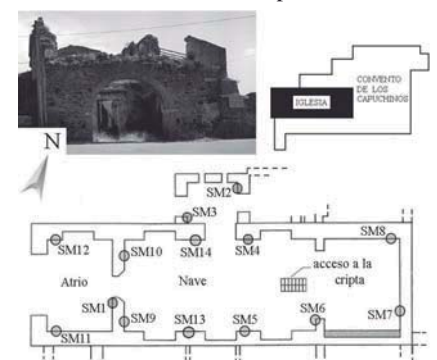 CONVENTO
DE LOS
CAPUCHINOS
IGLESIA
N
SM2
SM3
SM12
SM10
SM14
SM4
SM8
acceso a la
cripta
Atrio
Nave
SM1
SM9
SM13
SM5
SM6
SM7
SM11